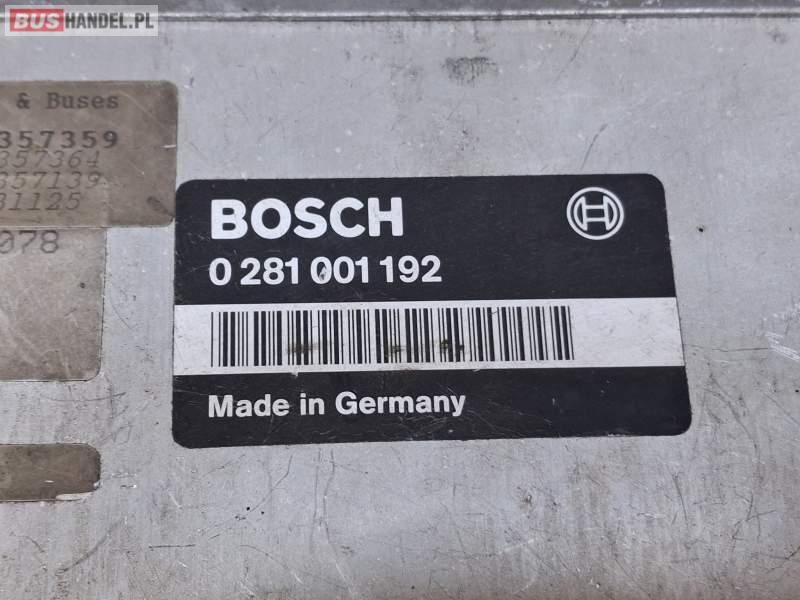 BUSHANDEL.PL
& Buses
357359
357364
357139
31125
078
BOSCH
0 281 001 192
Made in Germany